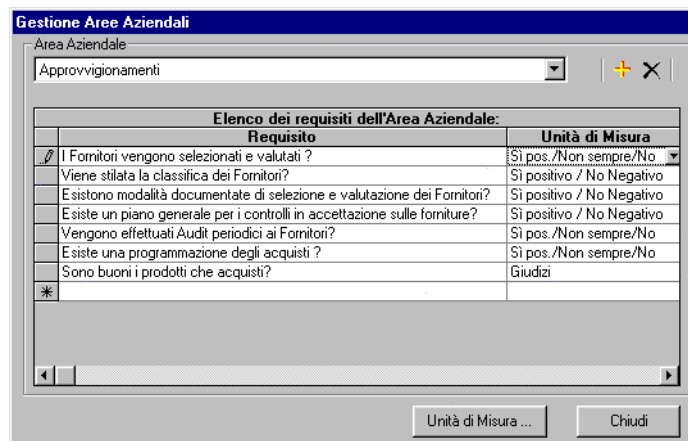 Gestione Aree Aziendali
Area Aziendale
Approvvigionamenti
Elenco dei requisiti dell'Area Aziendale:
Requisito Unità di Misura
I Fornitori vengono selezionati e valutati ? Sì pos./Non sempre/No
Viene stilata la classifica dei Fornitori? Sì positivo / No Negativo
Esistono modalità documentate di selezione e valutazione dei Fornitori? Sì positivo / No Negativo
Esiste un piano generale per i controlli in accettazione sulle forniture? Sì positivo / No Negativo
Vengono effettuati Audit periodici ai Fornitori? Sì pos./Non sempre/No
Esiste una programmazione degli acquisti ? Sì pos./Non sempre/No
Sono buoni i prodotti che acquisti? Giudizi
Unità di Misura ... Chiudi